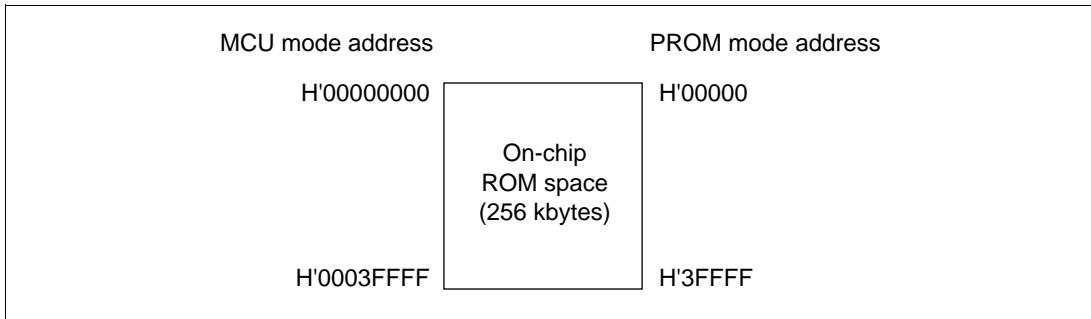 MCU mode address PROM mode address
H'00000000 H'00000
On-chip
ROM space
(256 kbytes)
H'0003FFFF H'3FFFF